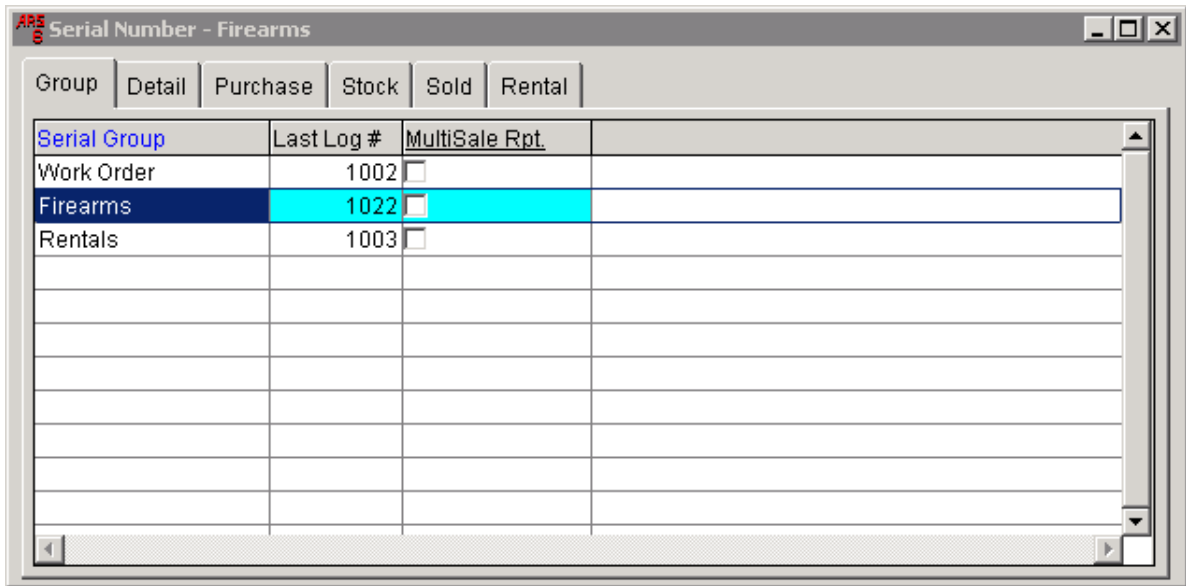 ARS
S
Serial Number - Firearms
Group Detail Purchase Stock Sold Rental
Serial Group Last Log # MultiSale Rpt.
Work Order 1002
Firearms 1022
Rentals 1003